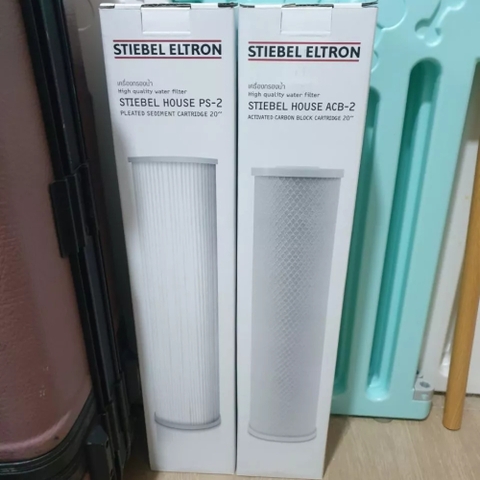 STIEBEL ELTRON
เครื่องกรองน้ำ
High quality water filter
STIEBEL HOUSE PS-2
PLEATED SEDIMENT CARTRIDGE 20"
STIEBEL ELTRON
เครื่องกรองน้ำ
High quality water filter
STIEBEL HOUSE ACB-2
ACTIVATED CARBON BLOCK CARTRIDGE 20"